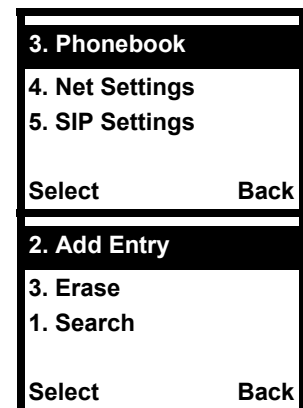 3. Phonebook
4. Net Settings
5. SIP Settings
Select Back
2. Add Entry
3. Erase
1. Search
Select Back